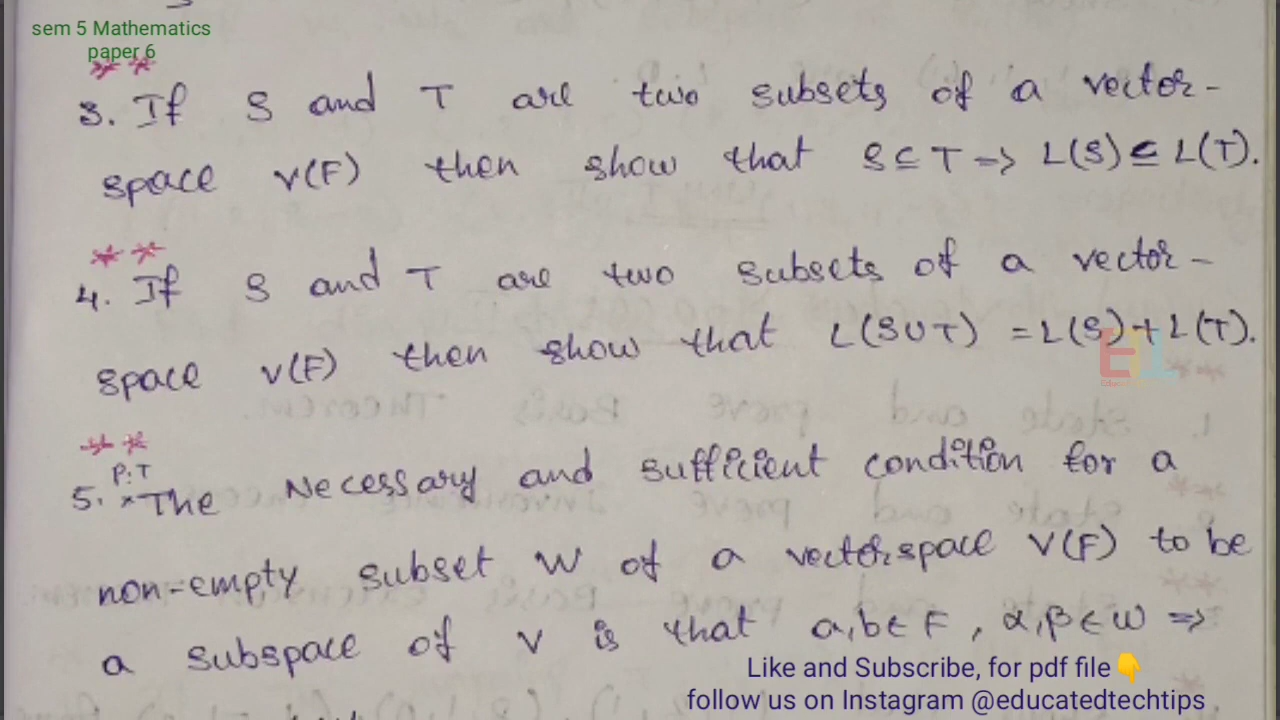 sem 5 Mathematics
paper 6
3. If S and T are two subsets of a vector-
space V(F) then show that S⊆T => L(S) ⊆ L(T).
4. If S and T are two subsets of a vector-
space V(F) then show that L(SUT) = L(S)+L(T).
P.T
5. *The Necessary and sufficient condition for a
non-empty subset W of a vectorspace V(F) to be
a subspace of V is that a,b∈F, α,β∈W =>
Like and Subscribe, for pdf file👇
follow us on Instagram @educatedtechtips